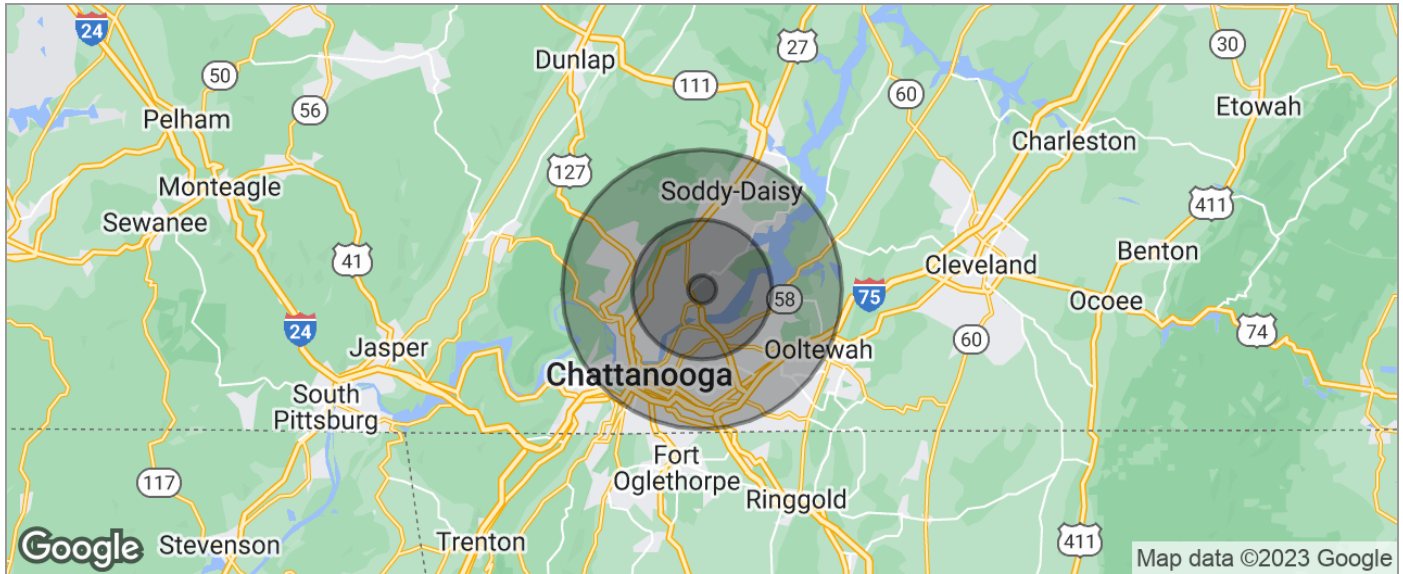 24
Dunlap
27
30
50
111
60
56
Etowah
Pelham
Charleston
127
Monteagle
Soddy-Daisy
411
Sewanee
41
Benton
Cleveland
58
75
Ocoee
24
74
60
Jasper
Ooltewah
Chattanooga
South
Pittsburg
Fort
Oglethorpe
117
Ringgold
Trenton
411
Stevenson
Google
Map data ©2023 Google